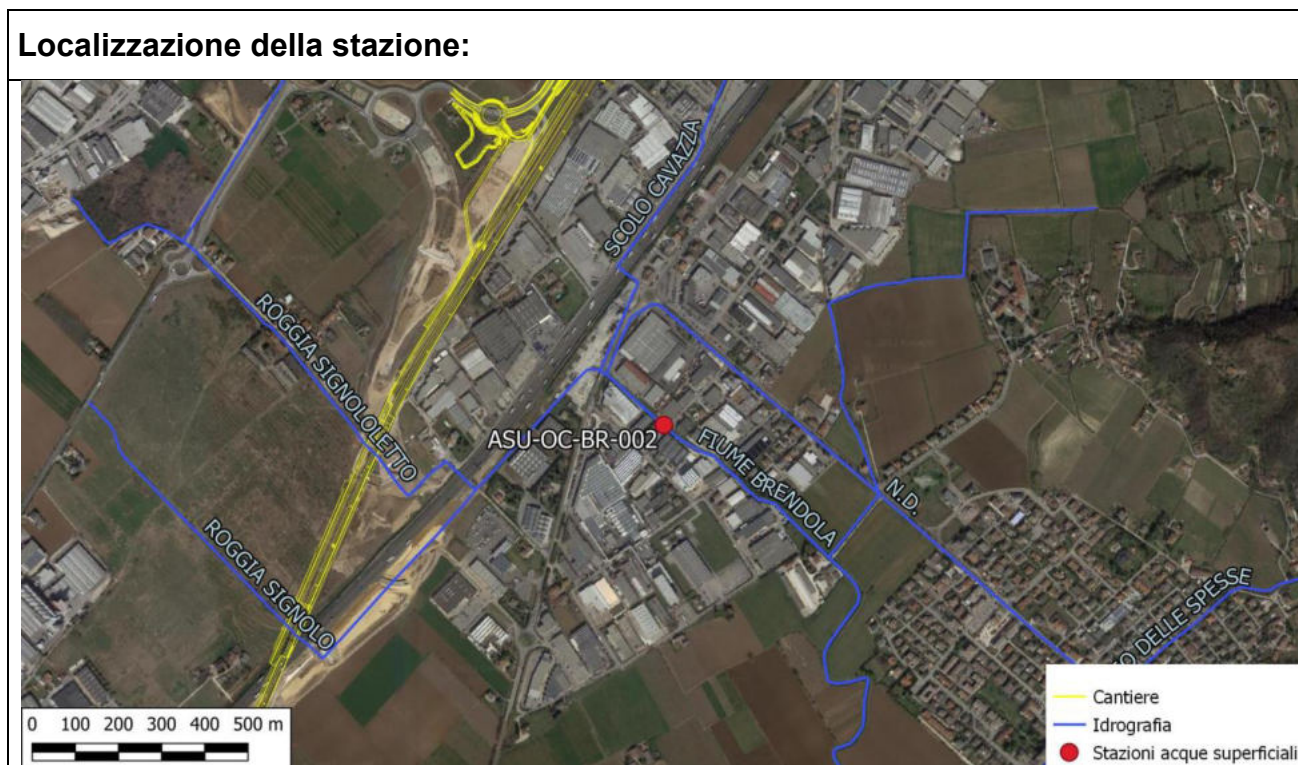 Localizzazione della stazione:
SCOLO CAVAZZA
ROGGIA SIGNOLOLETTO
ASU-OC-BR-002
FIUME BRENDOLA
N.D.
ROGGIA SIGNOLO
O DELLE SPESSE
Cantiere
Idrografia
Stazioni acque superficiali
0 100 200 300 400 500 m